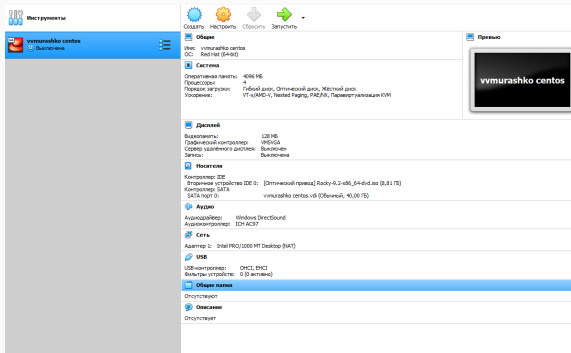 Инструменты
Создать Настроить Сбросить Запустить
vvmurashko centos
Выключена
Общие
Имя: vvmurashko centos
ОС: Red Hat (64-bit)
Превью
vvmurashko centos
Система
Оперативная память: 4096 МБ
Процессоры: 4
Порядок загрузки: Гибкий диск, Оптический диск, Жёсткий диск
Ускорение: VT-x/AMD-V, Nested Paging, PAE/NX, Паравиртуализация KVM
Дисплей
Видеопамять: 128 МБ
Графический контроллер: VMSVGA
Сервер удалённого дисплея: Выключен
Запись: Выключена
Носители
Контроллер: IDE
Вторичное устройство IDE 0: [Оптический привод] Rocky-9.2-x86_64-dvd.iso (8,81 ГБ)
Контроллер: SATA
SATA порт 0: vvmurashko centos.vdi (Обычный, 40,00 ГБ)
Аудио
Аудиодрайвер: Windows DirectSound
Аудиоконтроллер: ICH AC97
Сеть
Адаптер 1: Intel PRO/1000 MT Desktop (NAT)
USB
USB-контроллер: OHCI, EHCI
Фильтры устройств: 0 (0 активно)
Общие папки
Отсутствуют
Описание
Отсутствует